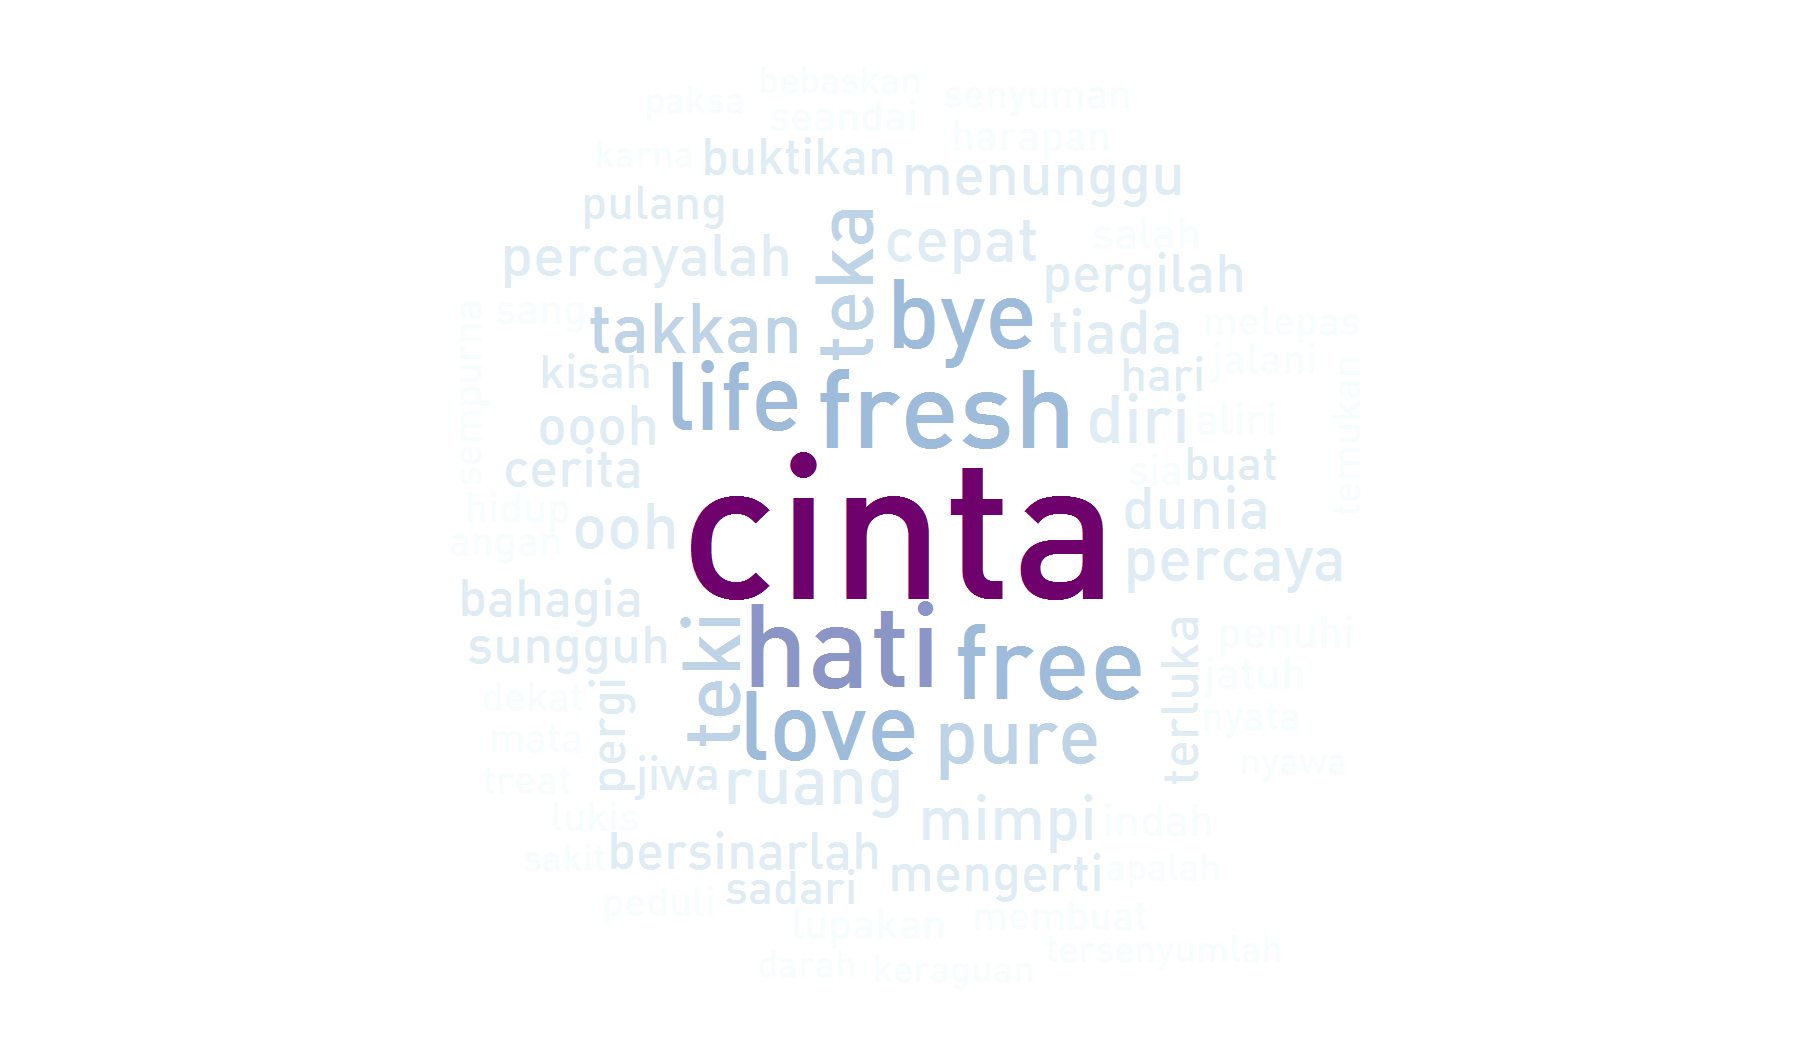 bebaskan
paksa
senyuman
seandai
harapan
karna
buktikan
menunggu
pulang
teka
cepat
salah
percayalah
pergilah
sempurna
sang
takkan
bye
tiada
melepas
kisah
life
fresh
hari
jalani
temukan
oooh
diri
aliri
cerita
cinta
sia
buat
hidup
ooh
dunia
angan
percaya
bahagia
teki
hati
free
terluka
penuhi
sungguh
jatuh
dekat
pergi
love
pure
nyata
mata
treat
jiwa
ruang
nyawa
lukis
mimpi
indah
sakit
bersinarlah
mengerti
apalah
peduli
sadari
lupakan
membuat
tersenyumlah
darah
keraguan